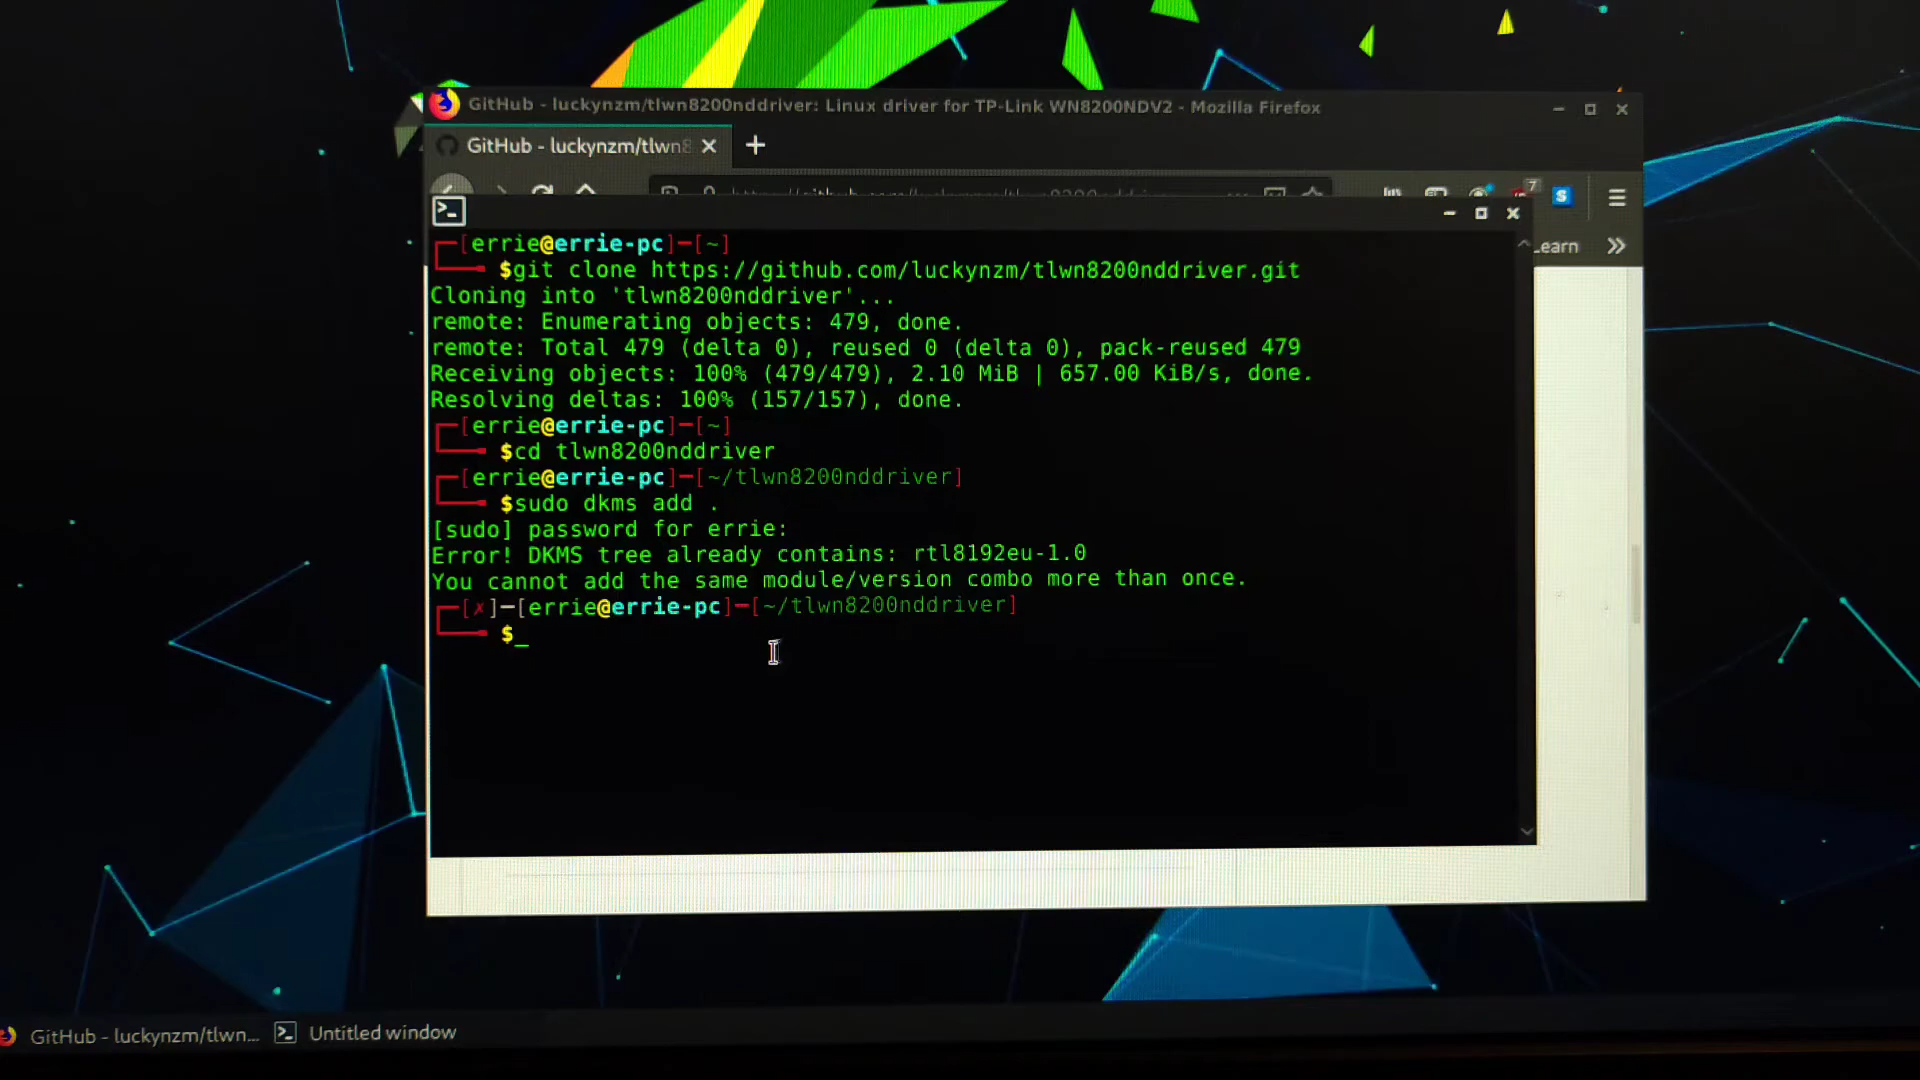 GitHub - luckynzm/tlwn8200nddriver: Linux driver for TP-Link WN8200NDV2 - Mozilla Firefox
GitHub - luckynzm/tlwn8
7
S
Learn
[errie@errie-pc]-[~]
$git clone https://github.com/luckynzm/tlwn8200nddriver.git
Cloning into 'tlwn8200nddriver'...
remote: Enumerating objects: 479, done.
remote: Total 479 (delta 0), reused 0 (delta 0), pack-reused 479
Receiving objects: 100% (479/479), 2.10 MiB | 657.00 KiB/s, done.
Resolving deltas: 100% (157/157), done.
[errie@errie-pc]-[~]
$cd tlwn8200nddriver
[errie@errie-pc]-[~/tlwn8200nddriver]
$sudo dkms add .
[sudo] password for errie:
Error! DKMS tree already contains: rtl8192eu-1.0
You cannot add the same module/version combo more than once.
[✗]-[errie@errie-pc]-[~/tlwn8200nddriver]
$_
GitHub - luckynzm/tlwn...
Untitled window